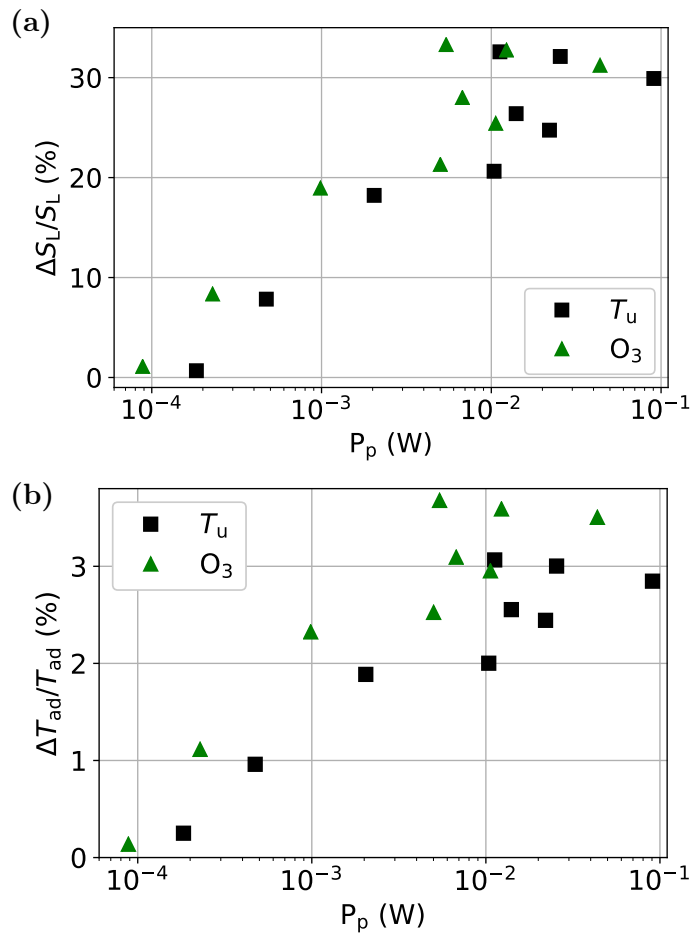 (a)
ΔS_L/S_L (%)
30
20
10
0
T_u
O_3
10^−4
10^−3
10^−2
10^−1
P_p (W)
(b)
ΔT_ad/T_ad (%)
T_u
O_3
3
2
1
0
10^−4
10^−3
10^−2
10^−1
P_p (W)